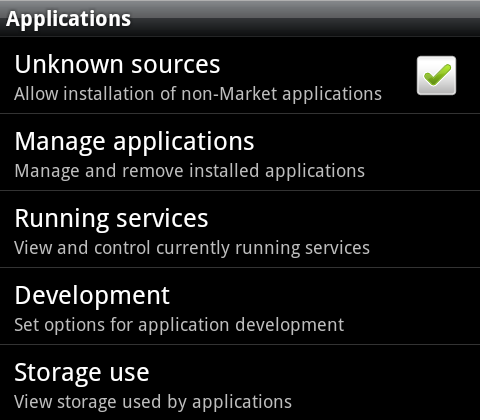 Applications
Unknown sources
Allow installation of non-Market applications
Manage applications
Manage and remove installed applications
Running services
View and control currently running services
Development
Set options for application development
Storage use
View storage used by applications